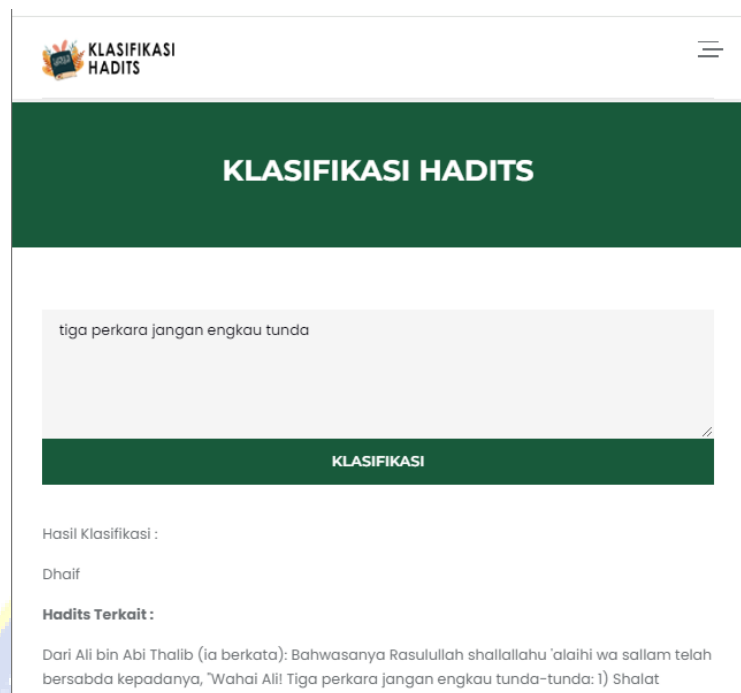 KLASIFIKASI
HADITS
KLASIFIKASI HADITS
tiga perkara jangan engkau tunda
KLASIFIKASI
Hasil Klasifikasi :
Dhaif
Hadits Terkait :
Dari Ali bin Abi Thalib (ia berkata): Bahwasanya Rasulullah shallallahu 'alaihi wa sallam telah
bersabda kepadanya, "Wahai Ali! Tiga perkara jangan engkau tunda-tunda: 1) Shalat